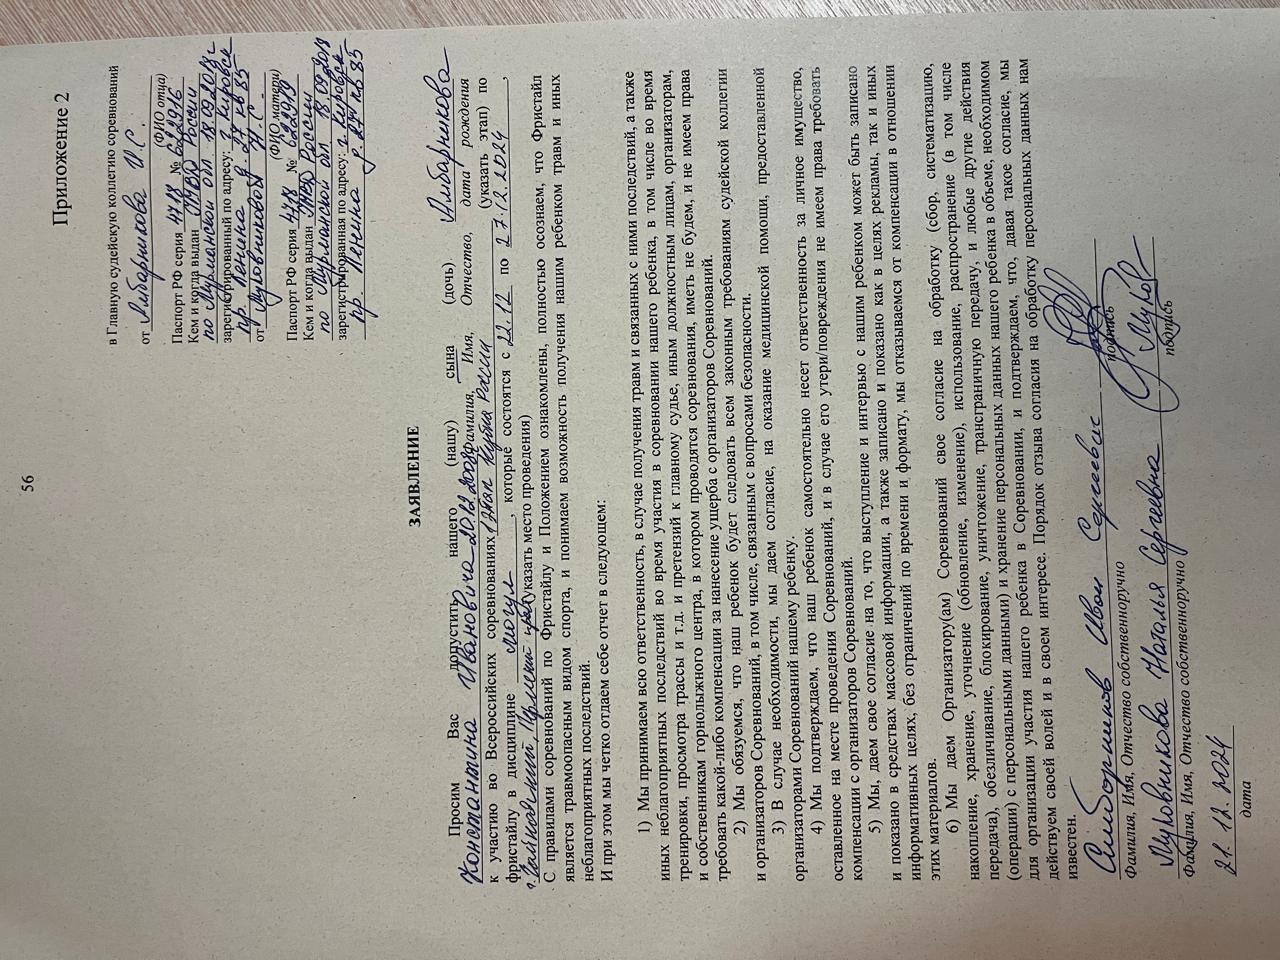 56
Приложение 2
в Главную судейскую коллегию соревнований
от И.С.
(ФИО отца)
Паспорт РФ серия 4718 №
Кем и когда выдан УМВД России
по Мурманской обл 18.09.2018г
зарегистрированный по адресу: г. Кировск
пр. Ленина д. 27 кв 85
от Н.С.
(ФИО матери)
Паспорт РФ серия 4718 № 622979
Кем и когда выдан УМВД России
по Мурманской обл 18.09.2018
зарегистрированная по адресу: г. Кировск
пр. Ленина д. 27 кв 85
ЗАЯВЛЕНИЕ
Просим Вас допустить нашего (нашу) сына (дочь)
Константина Ивановича Фамилия, Имя, Отчество, дата рождения
к участию во Всероссийских соревнованиях 1 этап Кубка России (указать этап) по
фристайлу в дисциплине могул, которые состоятся с 22.12 по 27.12.2024,
(указать место проведения)
С правилами соревнований по Фристайлу и Положением ознакомлены, полностью осознаем, что Фристайл
является травмоопасным видом спорта, и понимаем возможность получения нашим ребенком травм и иных
неблагоприятных последствий.
И при этом мы четко отдаем себе отчет в следующем:
1) Мы принимаем всю ответственность, в случае получения травм и связанных с ними последствий, а также
иных неблагоприятных последствий во время участия в соревновании нашего ребенка, в том числе во время
тренировки, просмотра трассы и т.д. и претензий к главному судье, иным должностным лицам, организаторам,
и собственникам горнолыжного центра, в котором проводятся соревнования, иметь не будем, и не имеем права
требовать какой-либо компенсации за нанесение ущерба с организаторов Соревнований.
2) Мы обязуемся, что наш ребенок будет следовать всем законным требованиям судейской коллегии
и организаторов Соревнований, в том числе, связанным с вопросами безопасности.
3) В случае необходимости, мы даем согласие, на оказание медицинской помощи, предоставленной
организаторами Соревнований нашему ребенку.
4) Мы подтверждаем, что наш ребенок самостоятельно несет ответственность за личное имущество,
оставленное на месте проведения Соревнований, и в случае его утери/повреждения не имеем права требовать
компенсации с организаторов Соревнований.
5) Мы, даем свое согласие на то, что выступление и интервью с нашим ребенком может быть записано
и показано в средствах массовой информации, а также записано и показано как в целях рекламы, так и иных
информативных целях, без ограничений по времени и формату, мы отказываемся от компенсации в отношении
этих материалов.
6) Мы даем Организатору(ам) Соревнований свое согласие на обработку (сбор, систематизацию,
накопление, хранение, уточнение (обновление, изменение), использование, распространение (в том числе
передача), обезличивание, блокирование, уничтожение, трансграничную передачу, и любые другие действия
(операции) с персональными данными) и хранение персональных данных нашего ребенка в объеме, необходимом
для организации участия нашего ребенка в Соревновании, и подтверждаем, что, давая такое согласие, мы
действуем своей волей и в своем интересе. Порядок отзыва согласия на обработку персональных данных нам
известен.
Иван Сергеевич
Фамилия, Имя, Отчество собственноручно
подпись
Наталья Сергеевна
Фамилия, Имя, Отчество собственноручно
подпись
21.12.2024
дата